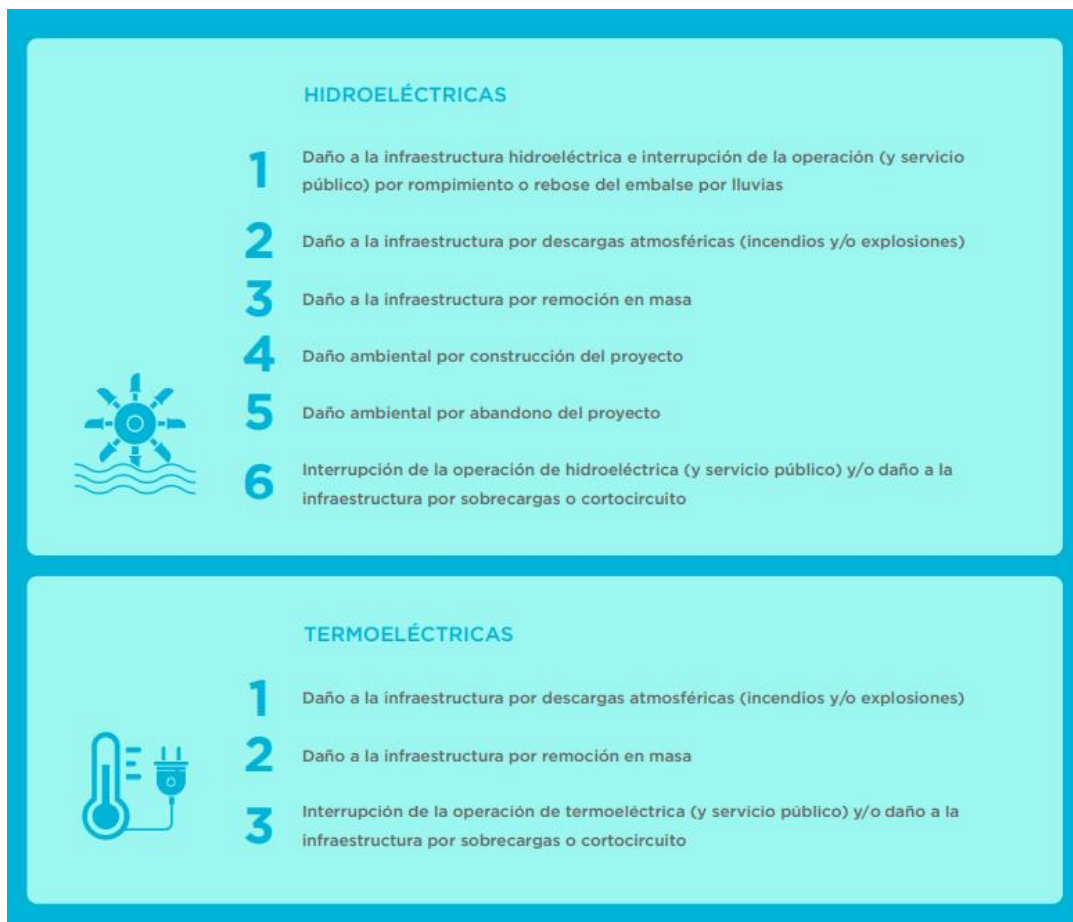 HIDROELÉCTRICAS
1 Daño a la infraestructura hidroeléctrica e interrupción de la operación (y servicio
público) por rompimiento o rebose del embalse por lluvias
2 Daño a la infraestructura por descargas atmosféricas (incendios y/o explosiones)
3 Daño a la infraestructura por remoción en masa
4 Daño ambiental por construcción del proyecto
5 Daño ambiental por abandono del proyecto
6 Interrupción de la operación de hidroeléctrica (y servicio público) y/o daño a la
infraestructura por sobrecargas o cortocircuito
TERMOELÉCTRICAS
1 Daño a la infraestructura por descargas atmosféricas (incendios y/o explosiones)
2 Daño a la infraestructura por remoción en masa
3 Interrupción de la operación de termoeléctrica (y servicio público) y/o daño a la
infraestructura por sobrecargas o cortocircuito